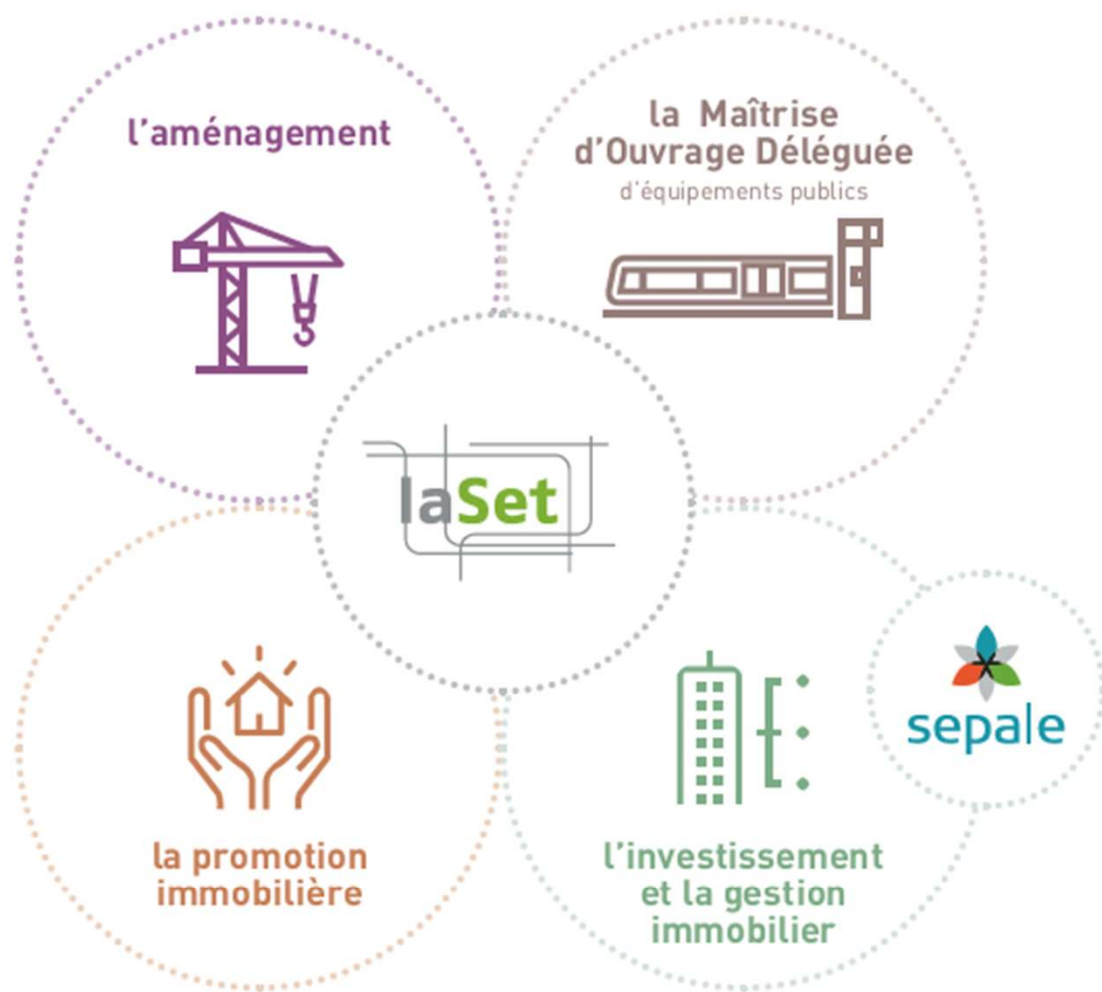 l'aménagement
la Maîtrise
d'Ouvrage Déléguée
d'équipements publics
laSet
sepale
la promotion
immobilière
l'investissement
et la gestion
immobilier